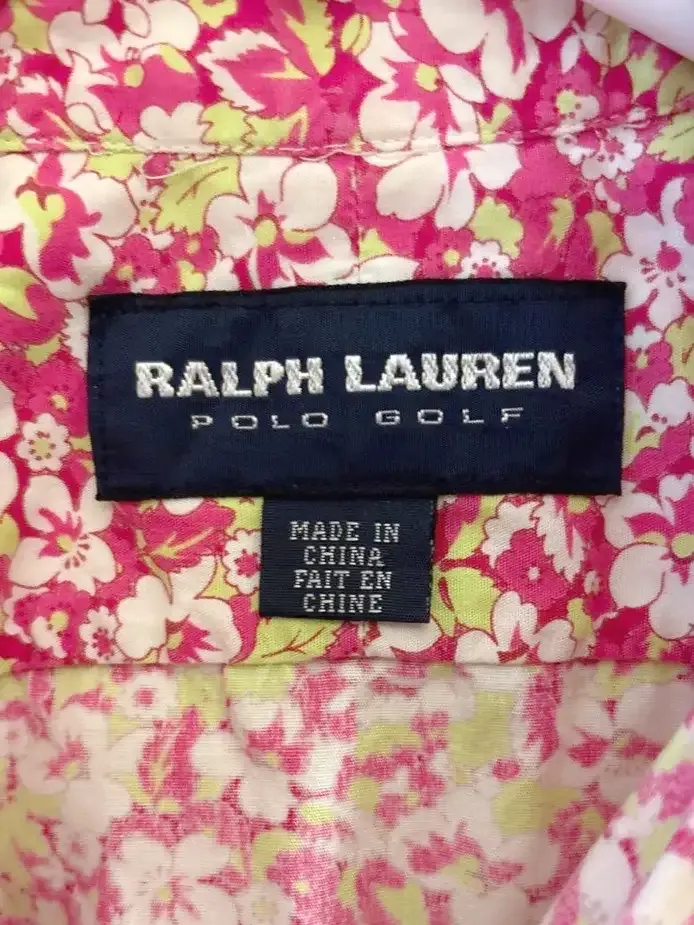 RALPH LAUREN
POLO GOLF
MADE IN
CHINA
FAIT EN
CHINE